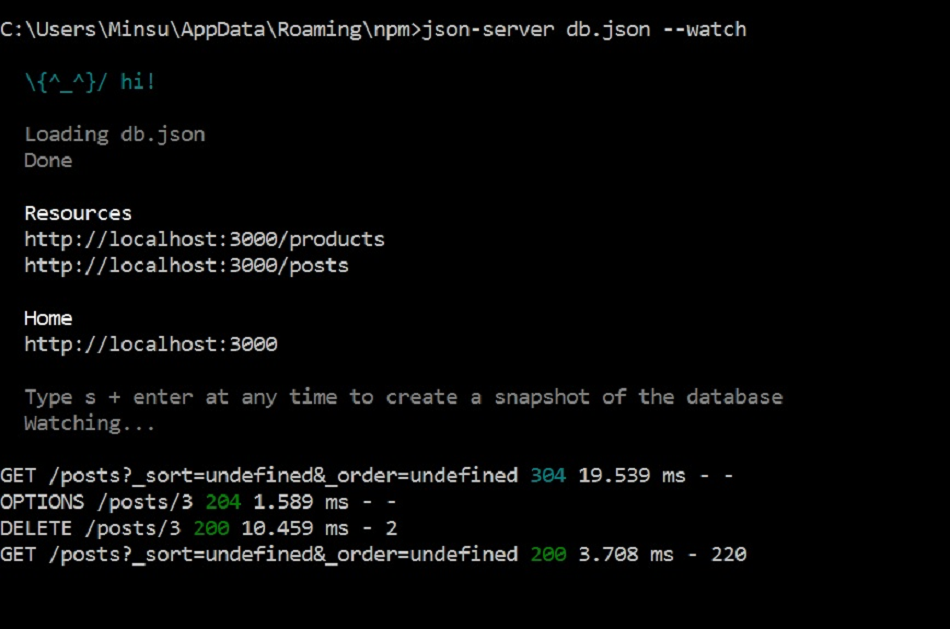 C:\Users\Minsu\AppData\Roaming\npm>json-server db.json --watch
\{^_^}/ hi!
Loading db.json
Done
Resources
http://localhost:3000/products
http://localhost:3000/posts
Home
http://localhost:3000
Type s + enter at any time to create a snapshot of the database
Watching...
GET /posts?_sort=undefined&_order=undefined 304 19.539 ms - -
OPTIONS /posts/3 204 1.589 ms - -
DELETE /posts/3 200 10.459 ms - 2
GET /posts?_sort=undefined&_order=undefined 200 3.708 ms - 220